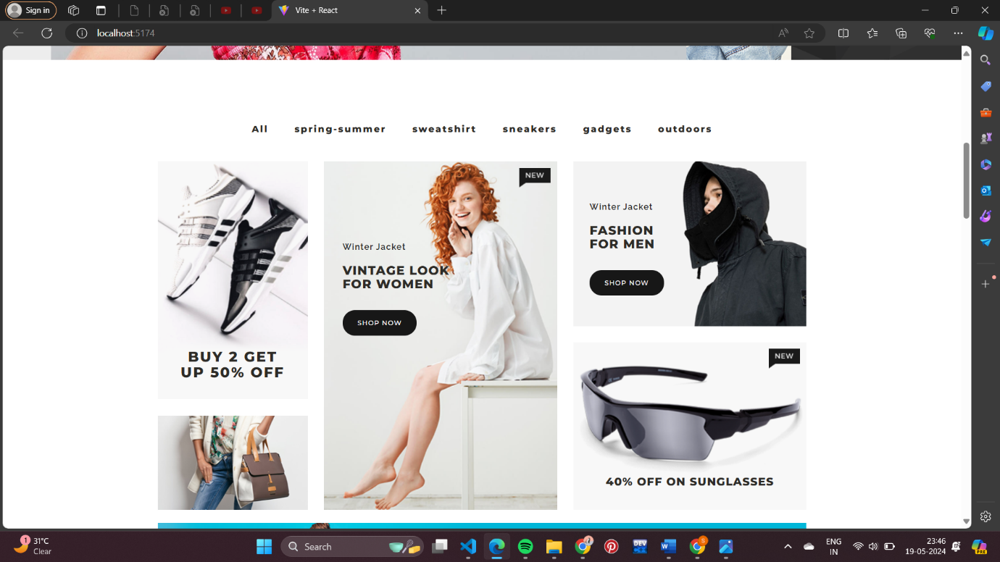 Sign in
Vite + React
localhost:5174
All spring-summer sweatshirt sneakers gadgets outdoors
BUY 2 GET
UP 50% OFF
NEW
Winter Jacket
VINTAGE LOOK
FOR WOMEN
SHOP NOW
Winter Jacket
FASHION
FOR MEN
SHOP NOW
NEW
40% OFF ON SUNGLASSES
1
31°C
Clear
Search
DEV
PRE
ENG
IN
23:46
19-05-2024